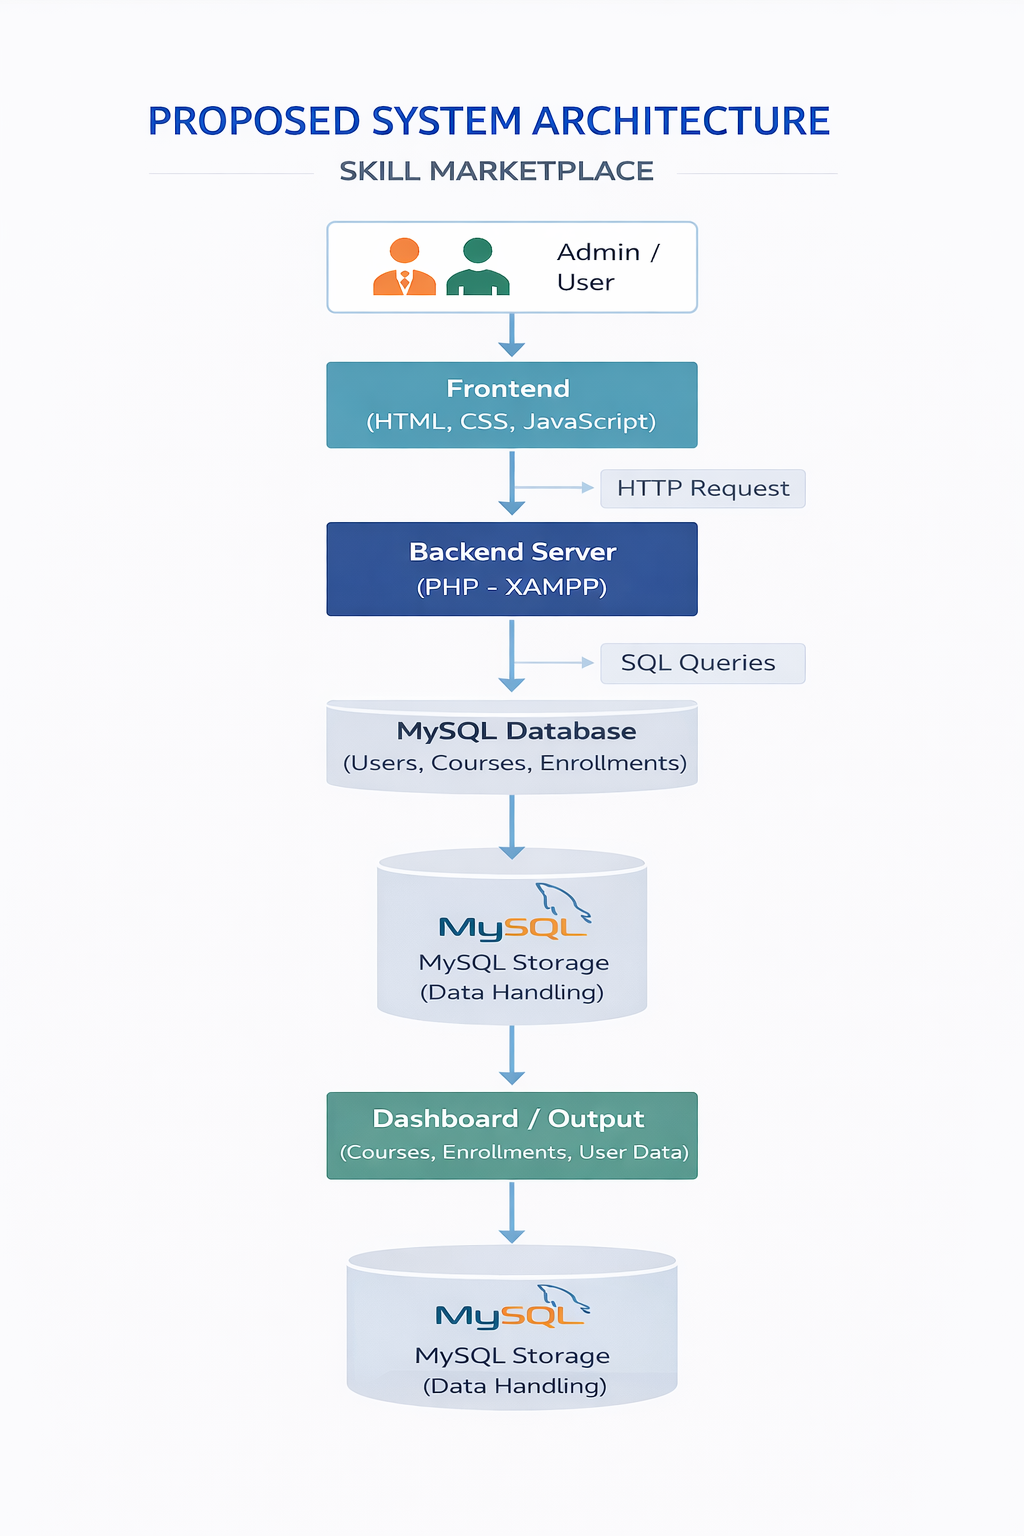 PROPOSED SYSTEM ARCHITECTURE
SKILL MARKETPLACE
Admin /
User
Frontend
(HTML, CSS, JavaScript)
HTTP Request
Backend Server
(PHP - XAMPP)
SQL Queries
MySQL Database
(Users, Courses, Enrollments)
MySQL
MySQL Storage
(Data Handling)
Dashboard / Output
(Courses, Enrollments, User Data)
MySQL
MySQL Storage
(Data Handling)